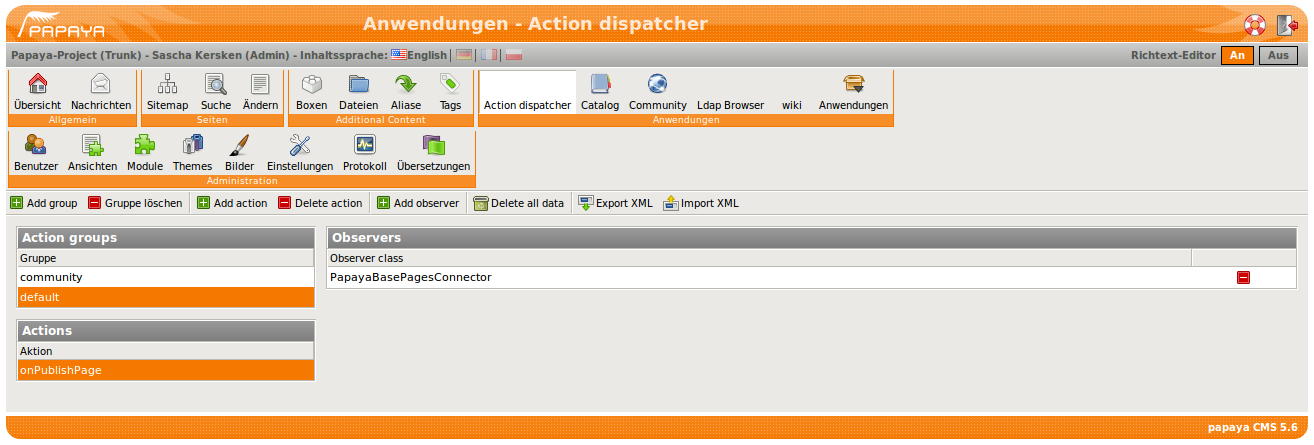 PAPAYA
Anwendungen - Action dispatcher
Papaya-Project (Trunk) - Sascha Kersken (Admin) - Inhaltssprache: English
Richtext-Editor An Aus
Übersicht Nachrichten Sitemap Suche Ändern Boxen Dateien Aliase Tags Action dispatcher Catalog Community Ldap Browser wiki Anwendungen
Allgemein Seiten Additional Content Anwendungen
Benutzer Ansichten Module Themes Bilder Einstellungen Protokoll Übersetzungen
Administration
Add group Gruppe löschen Add action Delete action Add observer Delete all data Export XML Import XML
Action groups
Gruppe
community
default
Actions
Aktion
onPublishPage
Observers
Observer class
PapayaBasePagesConnector
papaya CMS 5.6